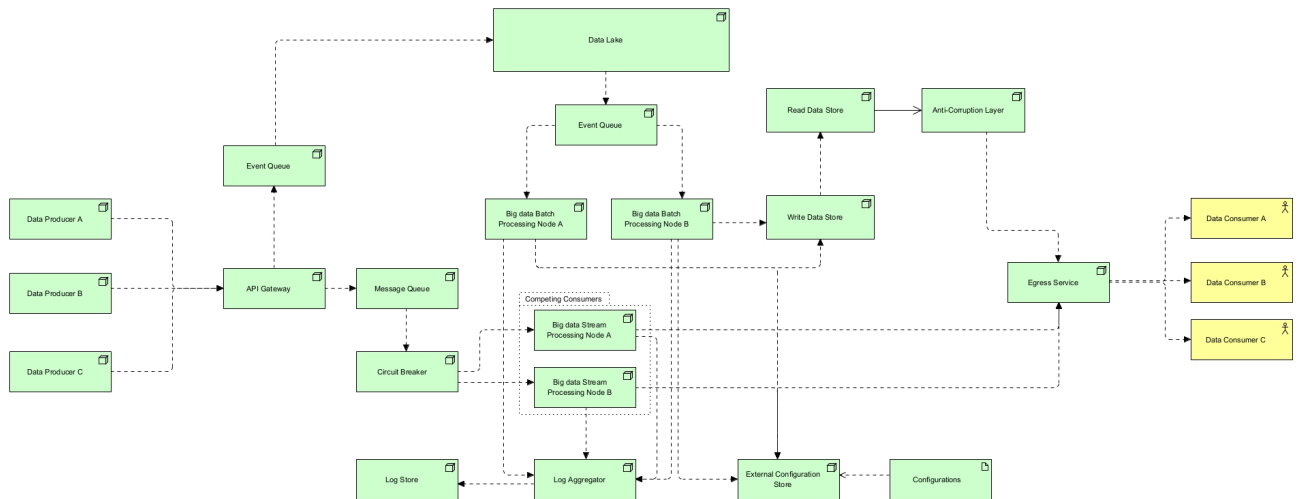 Data Lake
Read Data Store
Anti-Corruption Layer
Event Queue
Event Queue
Data Producer A
Big data Batch
Processing Node A
Big data Batch
Processing Node B
Write Data Store
Data Consumer A
Data Producer B
API Gateway
Message Queue
Egress Service
Data Consumer B
Competing Consumers
Big data Stream
Processing Node A
Data Consumer C
Data Producer C
Circuit Breaker
Big data Stream
Processing Node B
Log Store
Log Aggregator
External Configuration
Store
Configurations